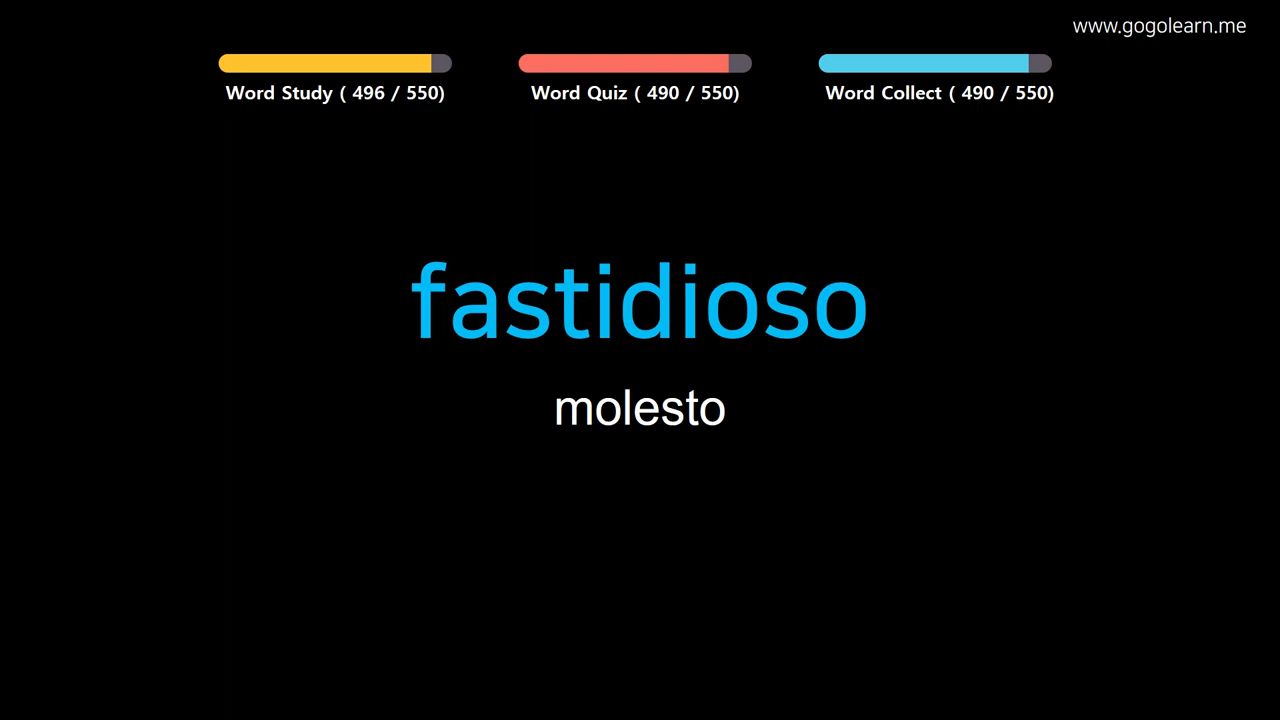 www.gogolearn.me
Word Study ( 496 / 550)
Word Quiz ( 490 / 550)
Word Collect ( 490 / 550)
fastidioso
molesto